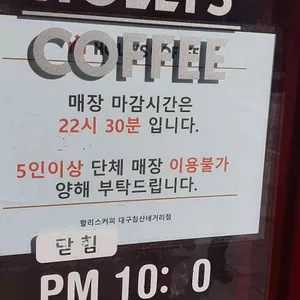 HOLLYS
COFFEE
매장 마감시간은
22시 30분 입니다.
5인이상 단체 매장 이용불가
양해 부탁드립니다.
할리스커피 대구칠산네거리점
닫힘
PM 10: 0